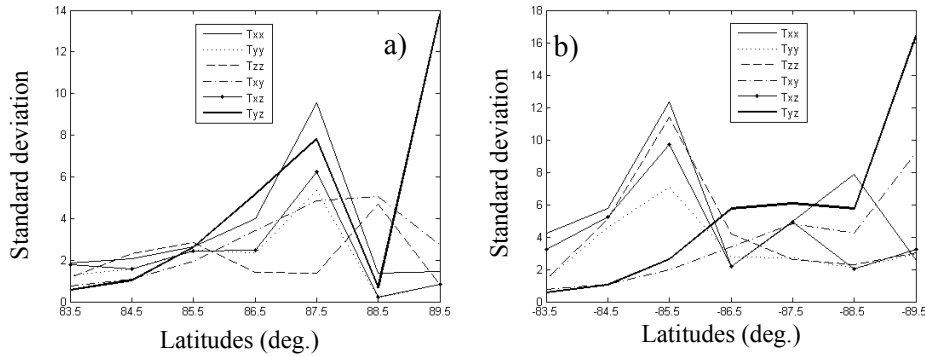 a)
Standard deviation
14
12
10
8
6
4
2
0
Txx
Tyy
Tzz
Txy
Txz
Tyz
83.5 84.5 85.5 86.5 87.5 88.5 89.5
Latitudes (deg.)
b)
Standard deviation
18
16
14
12
10
8
6
4
2
0
Txx
Tyy
Tzz
Txy
Txz
Tyz
-83.5 -84.5 -85.5 -86.5 -87.5 -88.5 -89.5
Latitudes (deg.)